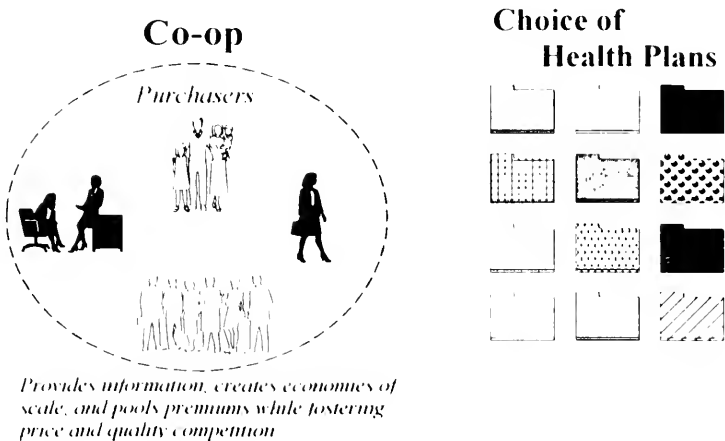 Co-op
Purchasers
Provides information, creates economies of
scale, and pools premiums while fostering
price and quality competition
Choice of
Health Plans